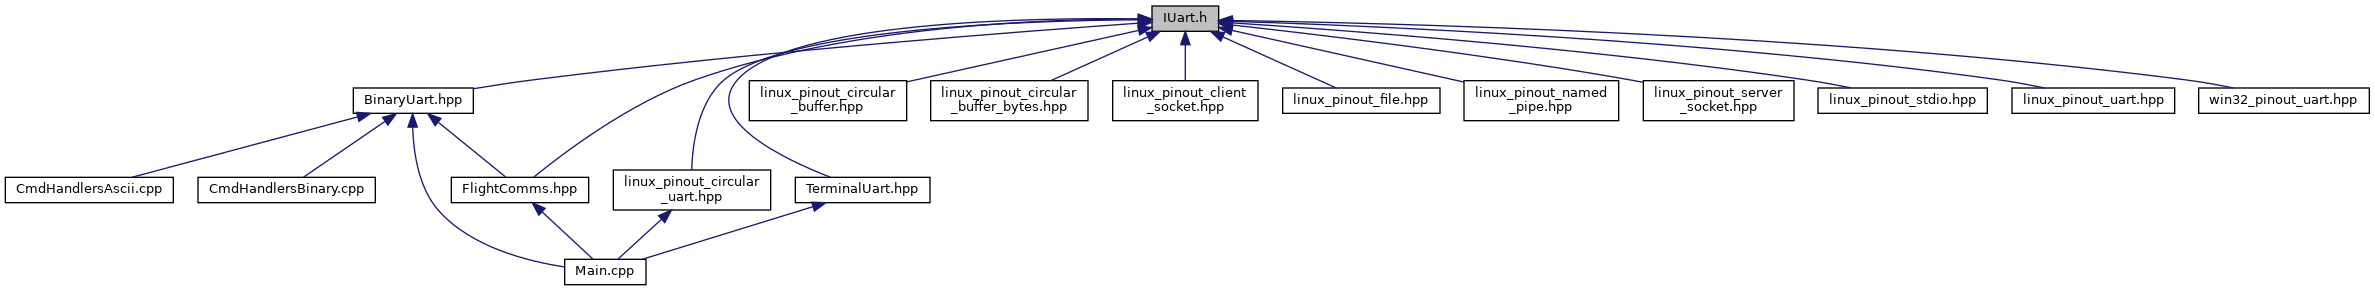 IUart.h
BinaryUart.hpp
linux_pinout_circular
_buffer.hpp
linux_pinout_circular
_buffer_bytes.hpp
linux_pinout_client
_socket.hpp
linux_pinout_file.hpp
linux_pinout_named
_pipe.hpp
linux_pinout_server
_socket.hpp
linux_pinout_stdio.hpp
linux_pinout_uart.hpp
win32_pinout_uart.hpp
CmdHandlersAscii.cpp
CmdHandlersBinary.cpp
FlightComms.hpp
linux_pinout_circular
_uart.hpp
TerminalUart.hpp
Main.cpp